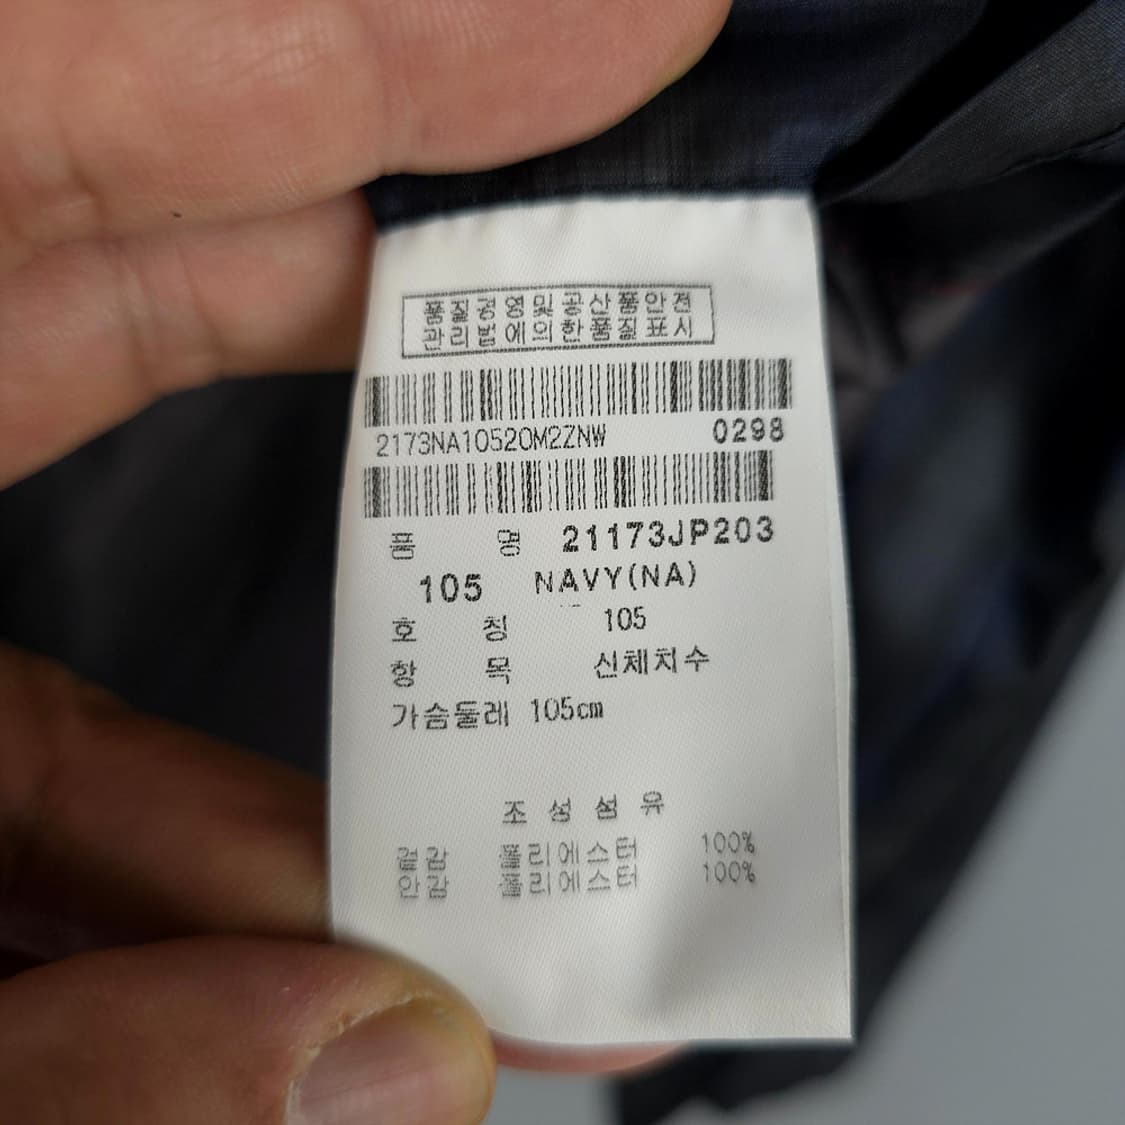 품질경영및공산품안전
관리법에의한품질표시
2173NA10520M2ZNW 0298
품 명 21173JP203
105 NAVY(NA)
호 칭 105
항 목 신체치수
가슴둘레 105cm
조성섬유
겉감 폴리에스터 100%
안감 폴리에스터 100%